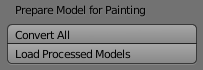 Prepare Model for Painting
Convert All
Load Processed Models